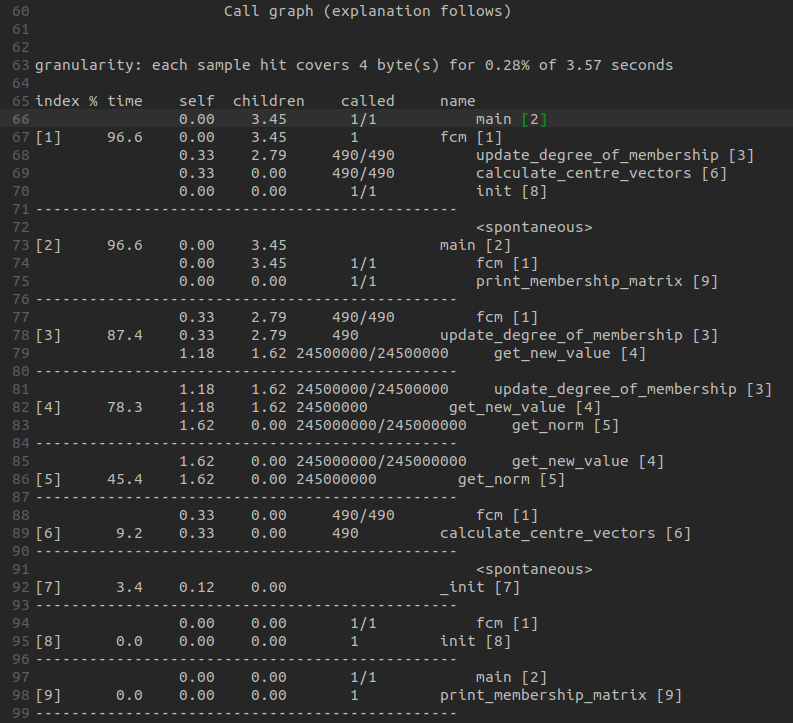 60                      Call graph (explanation follows)
61
62
63 granularity: each sample hit covers 4 byte(s) for 0.28% of 3.57 seconds
64
65 index % time    self  children    called     name
66                 0.00    3.45       1/1           main [2]
67 [1]     96.6    0.00    3.45       1         fcm [1]
68                 0.33    2.79     490/490         update_degree_of_membership [3]
69                 0.33    0.00     490/490         calculate_centre_vectors [6]
70                 0.00    0.00       1/1           init [8]
71 -----------------------------------------------
72                                                  <spontaneous>
73 [2]     96.6    0.00    3.45                 main [2]
74                 0.00    3.45       1/1           fcm [1]
75                 0.00    0.00       1/1           print_membership_matrix [9]
76 -----------------------------------------------
77                 0.33    2.79     490/490         fcm [1]
78 [3]     87.4    0.33    2.79     490         update_degree_of_membership [3]
79                 1.18    1.62 24500000/24500000     get_new_value [4]
80 -----------------------------------------------
81                 1.18    1.62 24500000/24500000     update_degree_of_membership [3]
82 [4]     78.3    1.18    1.62 24500000         get_new_value [4]
83                 1.62    0.00 245000000/245000000     get_norm [5]
84 -----------------------------------------------
85                 1.62    0.00 245000000/245000000     get_new_value [4]
86 [5]     45.4    1.62    0.00 245000000         get_norm [5]
87 -----------------------------------------------
88                 0.33    0.00     490/490         fcm [1]
89 [6]      9.2    0.33    0.00     490         calculate_centre_vectors [6]
90 -----------------------------------------------
91                                                  <spontaneous>
92 [7]      3.4    0.12    0.00                 _init [7]
93 -----------------------------------------------
94                 0.00    0.00       1/1           fcm [1]
95 [8]      0.0    0.00    0.00       1         init [8]
96 -----------------------------------------------
97                 0.00    0.00       1/1           main [2]
98 [9]      0.0    0.00    0.00       1         print_membership_matrix [9]
99 -----------------------------------------------